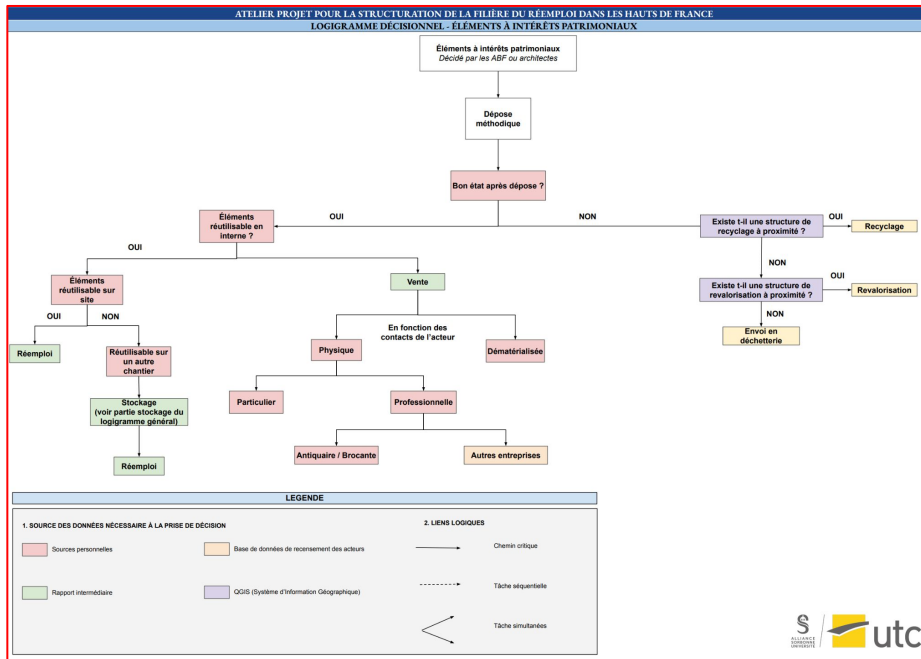 ATELIER PROJET POUR LA STRUCTURATION DE LA FILIÈRE DU RÉEMPLOI DANS LES HAUTS DE FRANCE
LOGIGRAMME DÉCISIONNEL - ÉLÉMENTS À INTÉRÊTS PATRIMONIAUX
Éléments à intérêts patrimoniaux
Décidé par les ABF ou architectes
Dépose
méthodique
Bon état après dépose ?
OUI
NON
Éléments
réutilisable en
interne ?
Existe t-il une structure de
recyclage à proximité ?
OUI
Recyclage
OUI
NON
Éléments
réutilisable sur
site
Vente
Existe t-il une structure de
revalorisation à proximité ?
OUI
Revalorisation
OUI
NON
En fonction des
contacts de l'acteur
NON
Réemploi
Réutilisable sur
un autre
chantier
Physique
Dématérialisée
Envoi en
déchetterie
Stockage
(voir partie stockage du
logigramme général)
Particulier
Professionnelle
Réemploi
Antiquaire / Brocante
Autres entreprises
LEGENDE
1. SOURCE DES DONNÉES NÉCESSAIRE À LA PRISE DE DÉCISION
2. LIENS LOGIQUES
Sources personnelles
Base de données de recensement des acteurs
Chemin critique
Rapport intermédiaire
QGIS (Système d'Information Géographique)
Tâche séquentielle
Tâche simultanées
ALLIANCE
SORBONNE
UNIVERSITÉ
utc